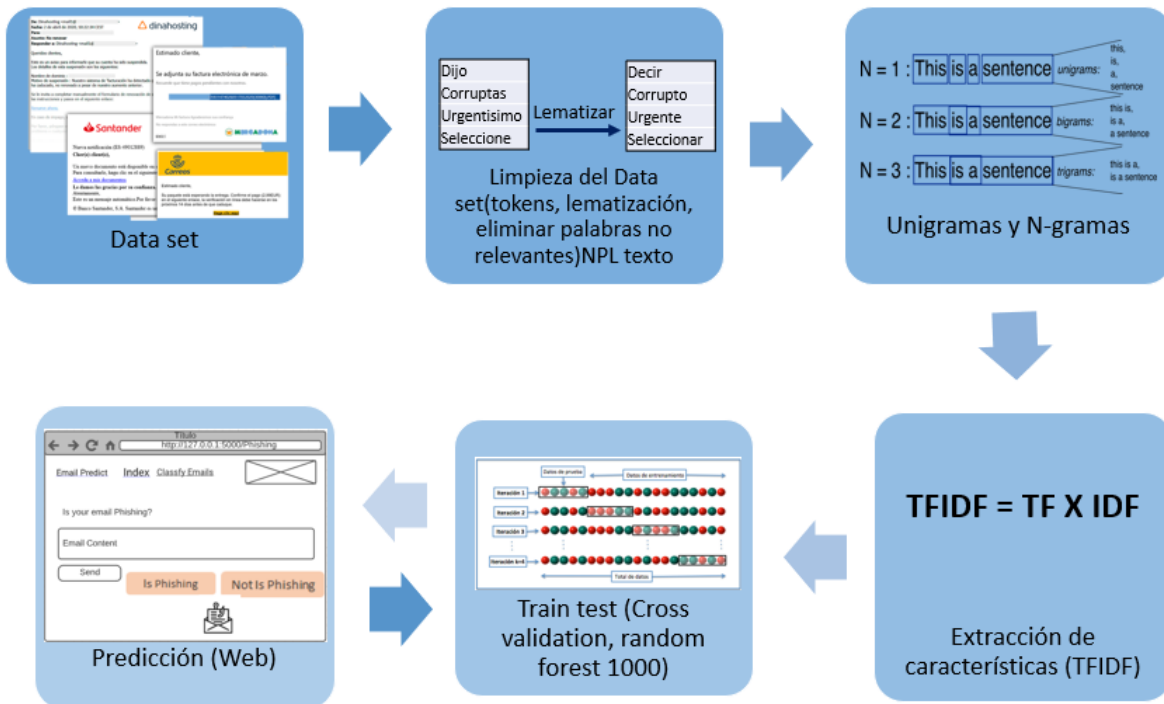 dinahosting
Queridos clientes,
Estimado cliente,
Se adjunta su factura electrónica de marzo.
MERCADONA
Santander
Correos
Estimado cliente,
Data set
Dijo
Corruptas
Urgentisimo
Seleccione
Lematizar
Decir
Corrupto
Urgente
Seleccionar
Limpieza del Data
set(tokens, lematización,
eliminar palabras no
relevantes)NPL texto
N = 1 : This is a sentence unigrams:
this,
is,
a,
sentence
N = 2 : This is a sentence bigrams:
this is,
is a,
a sentence
N = 3 : This is a sentence trigrams:
this is a,
is a sentence
Unigramas y N-gramas
TFIDF = TF X IDF
Extracción de
características (TFIDF)
Datos de prueba
Datos de entrenamiento
Iteración 1
Iteración 2
Iteración 3
Iteración k=4
Total de datos
Train test (Cross
validation, random
forest 1000)
Titulo
http://127.0.0.1:5000/Phishing
Email Predict Index Classfy Emails
Is your email Phishing?
Email Content
Send
Is Phishing
Not Is Phishing
Predicción (Web)